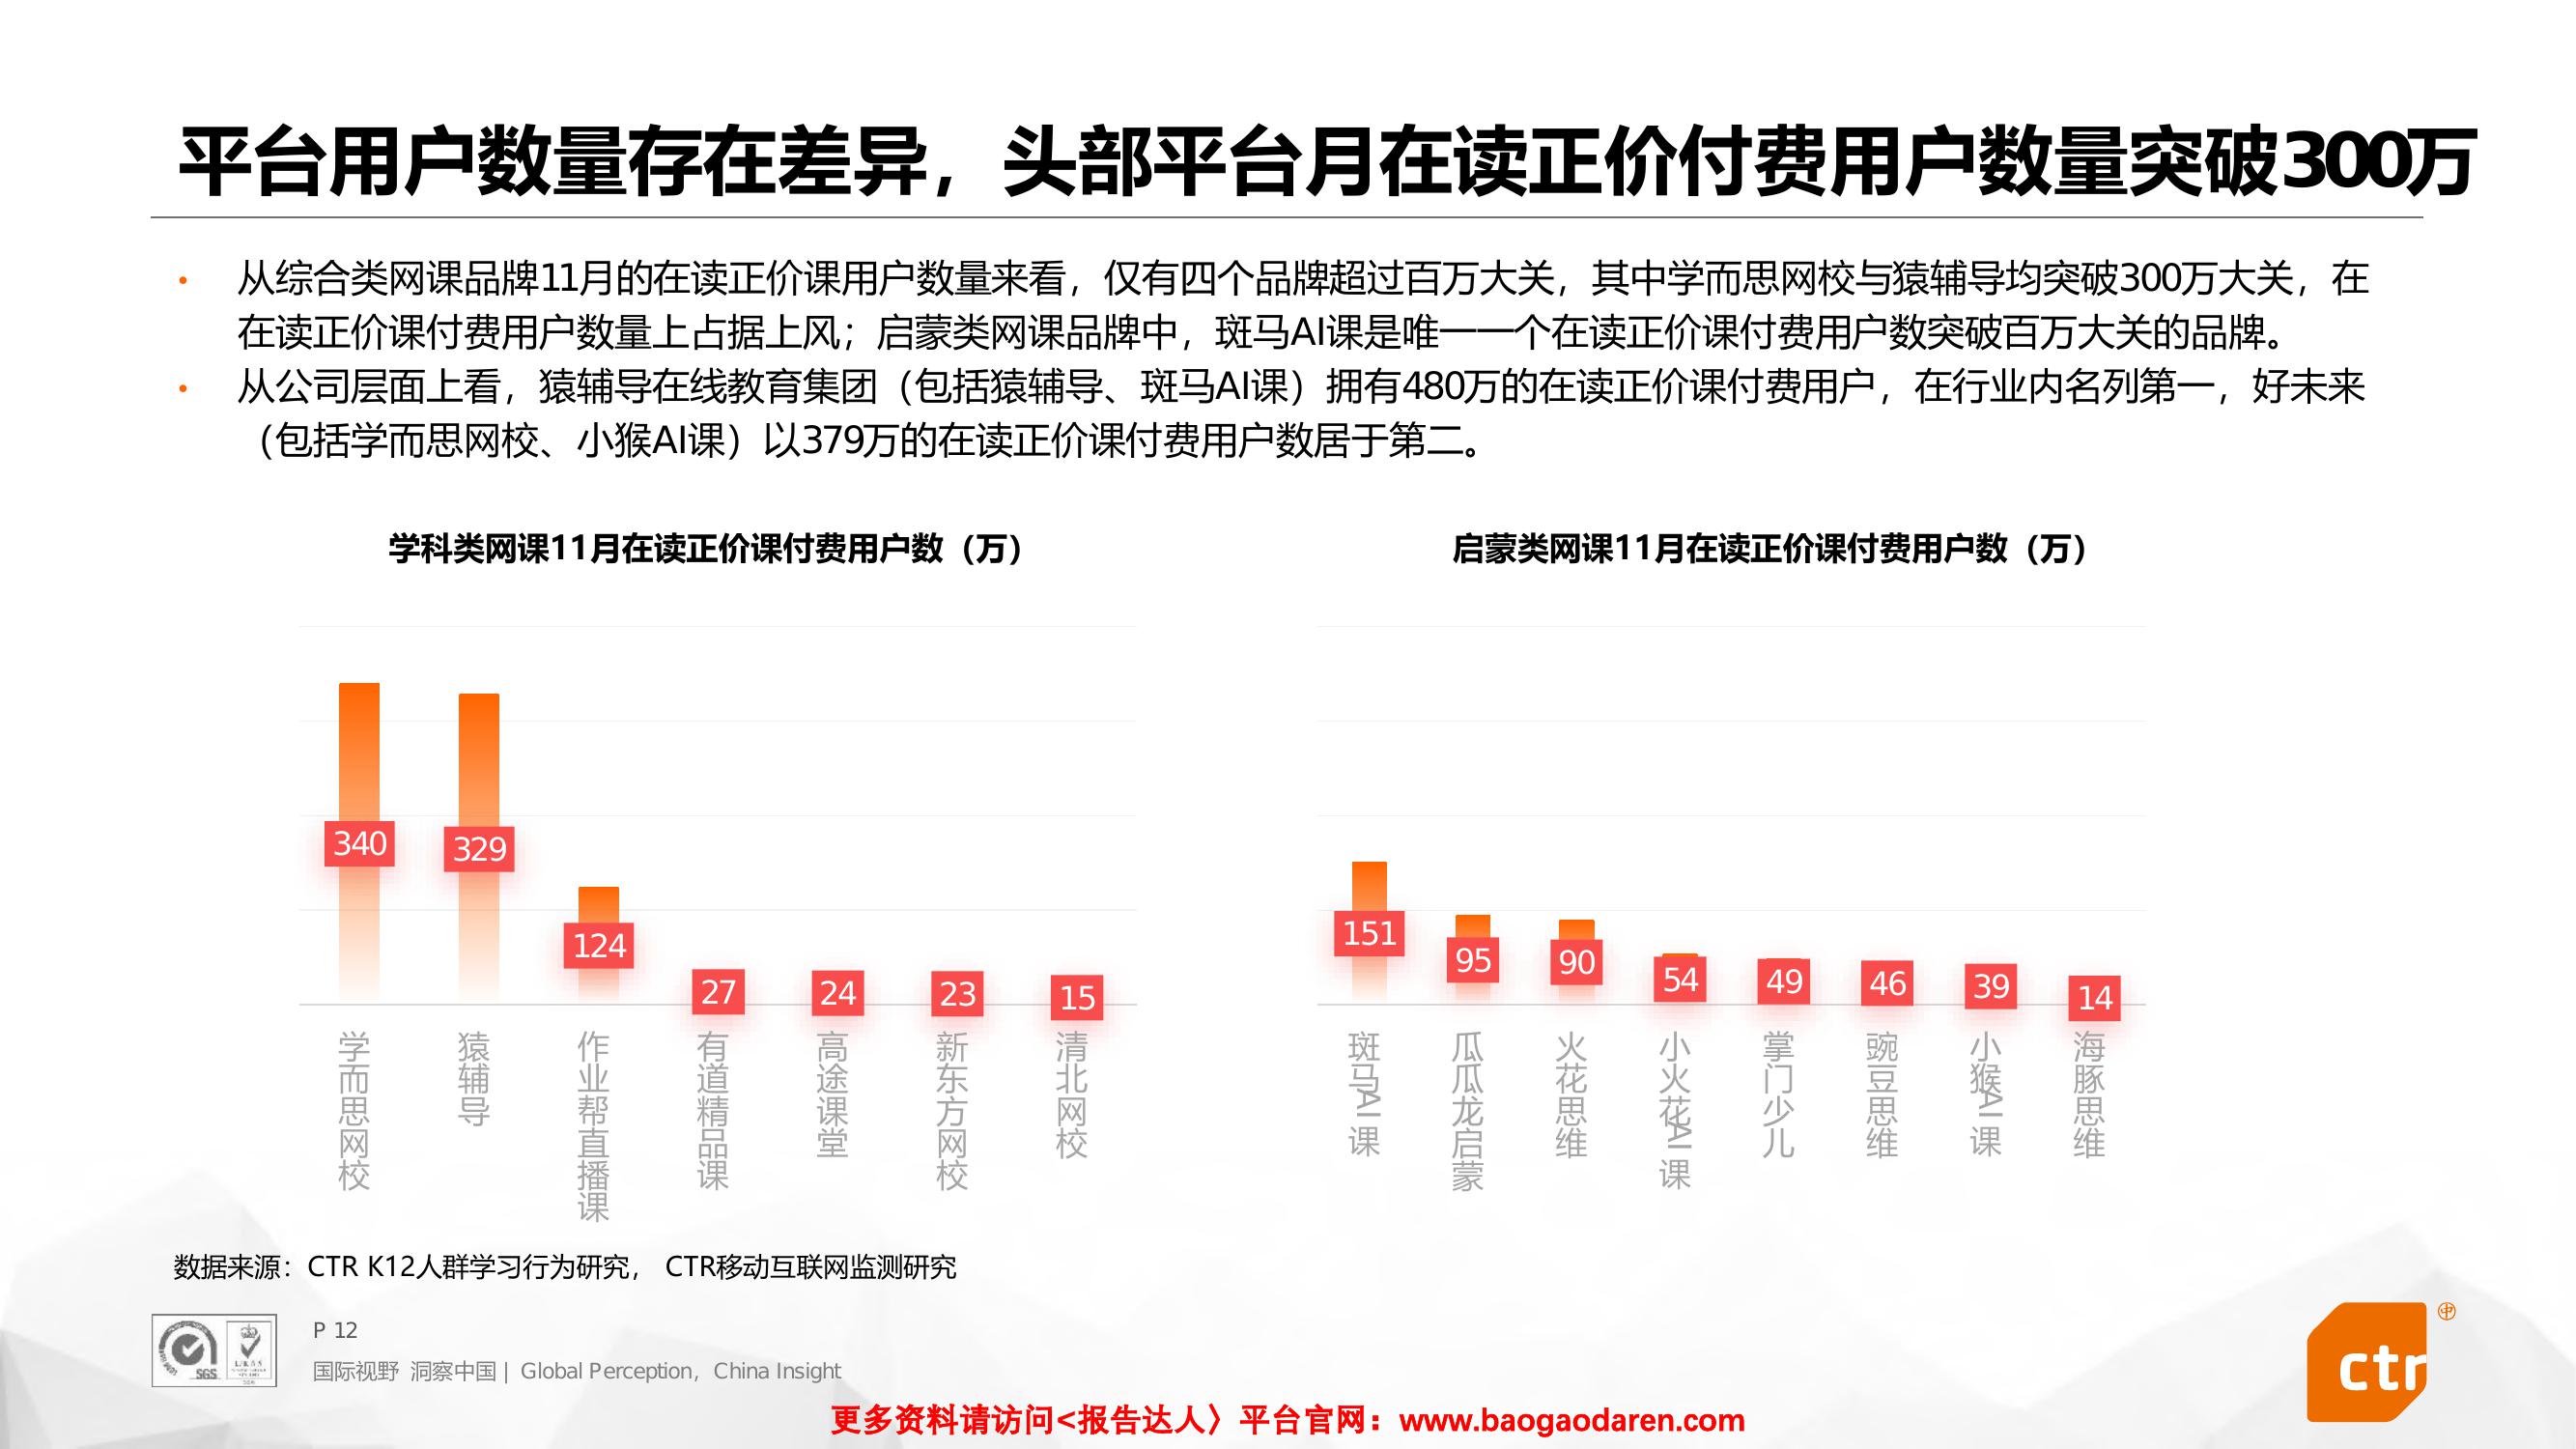 平台用户数量存在差异，头部平台月在读正价付费用户数量突破300万
• 从综合类网课品牌11月的在读正价课用户数量来看，仅有四个品牌超过百万大关，其中学而思网校与猿辅导均突破300万大关，在
在读正价课付费用户数量上占据上风；启蒙类网课品牌中，斑马AI课是唯一一个在读正价课付费用户数突破百万大关的品牌。
• 从公司层面上看，猿辅导在线教育集团（包括猿辅导、斑马AI课）拥有480万的在读正价课付费用户，在行业内名列第一，好未来
（包括学而思网校、小猴AI课）以379万的在读正价课付费用户数居于第二。
学科类网课11月在读正价课付费用户数（万）
340
329
124
27
24
23
15
学而思网校
猿辅导
作业帮直播课
有道精品课
高途课堂
新东方网校
清北网校
启蒙类网课11月在读正价课付费用户数（万）
151
95
90
54
49
46
39
14
斑马AI课
瓜瓜龙启蒙
火花思维
小火花AI课
掌门少儿
豌豆思维
小猴AI课
海豚思维
数据来源：CTR K12人群学习行为研究， CTR移动互联网监测研究
SGS
P 12
国际视野 洞察中国 | Global Perception，China Insight
ctr
更多资料请访问<报告达人〉平台官网：www.baogaodaren.com